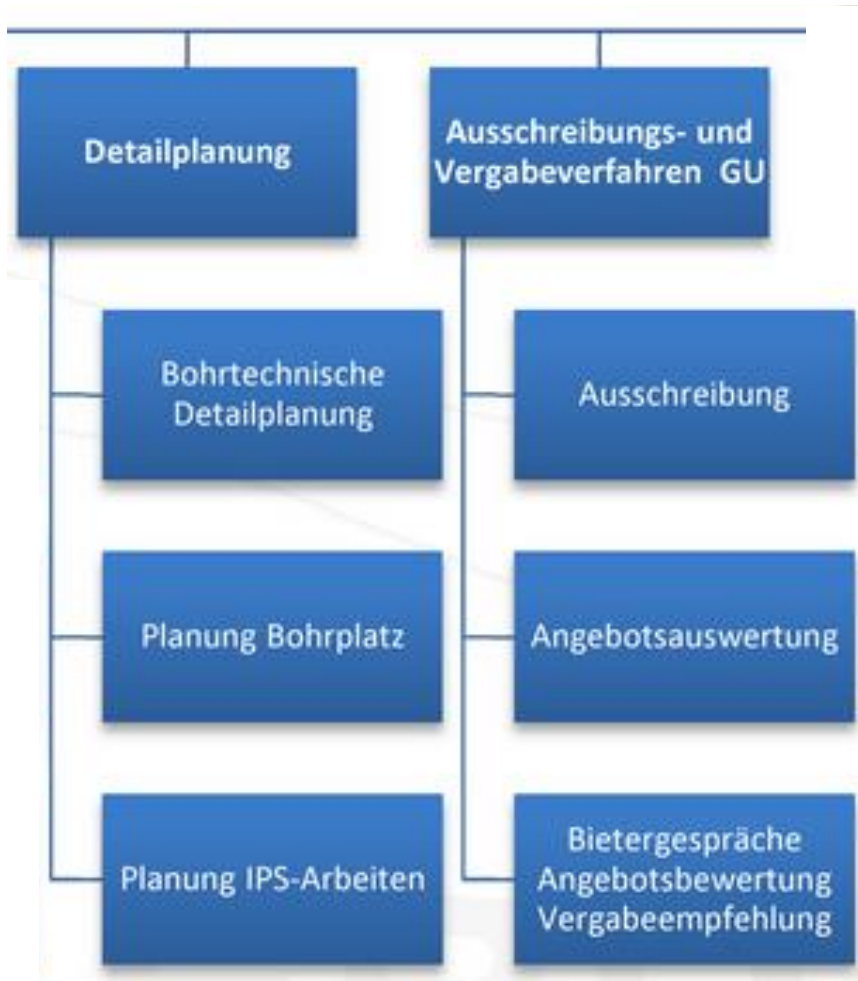 Detailplanung
Bohrtechnische
Detailplanung
Planung Bohrplatz
Planung IPS-Arbeiten
Ausschreibungs- und
Vergabeverfahren GU
Ausschreibung
Angebotsauswertung
Bietergespräche
Angebotsbewertung
Vergabeempfehlung